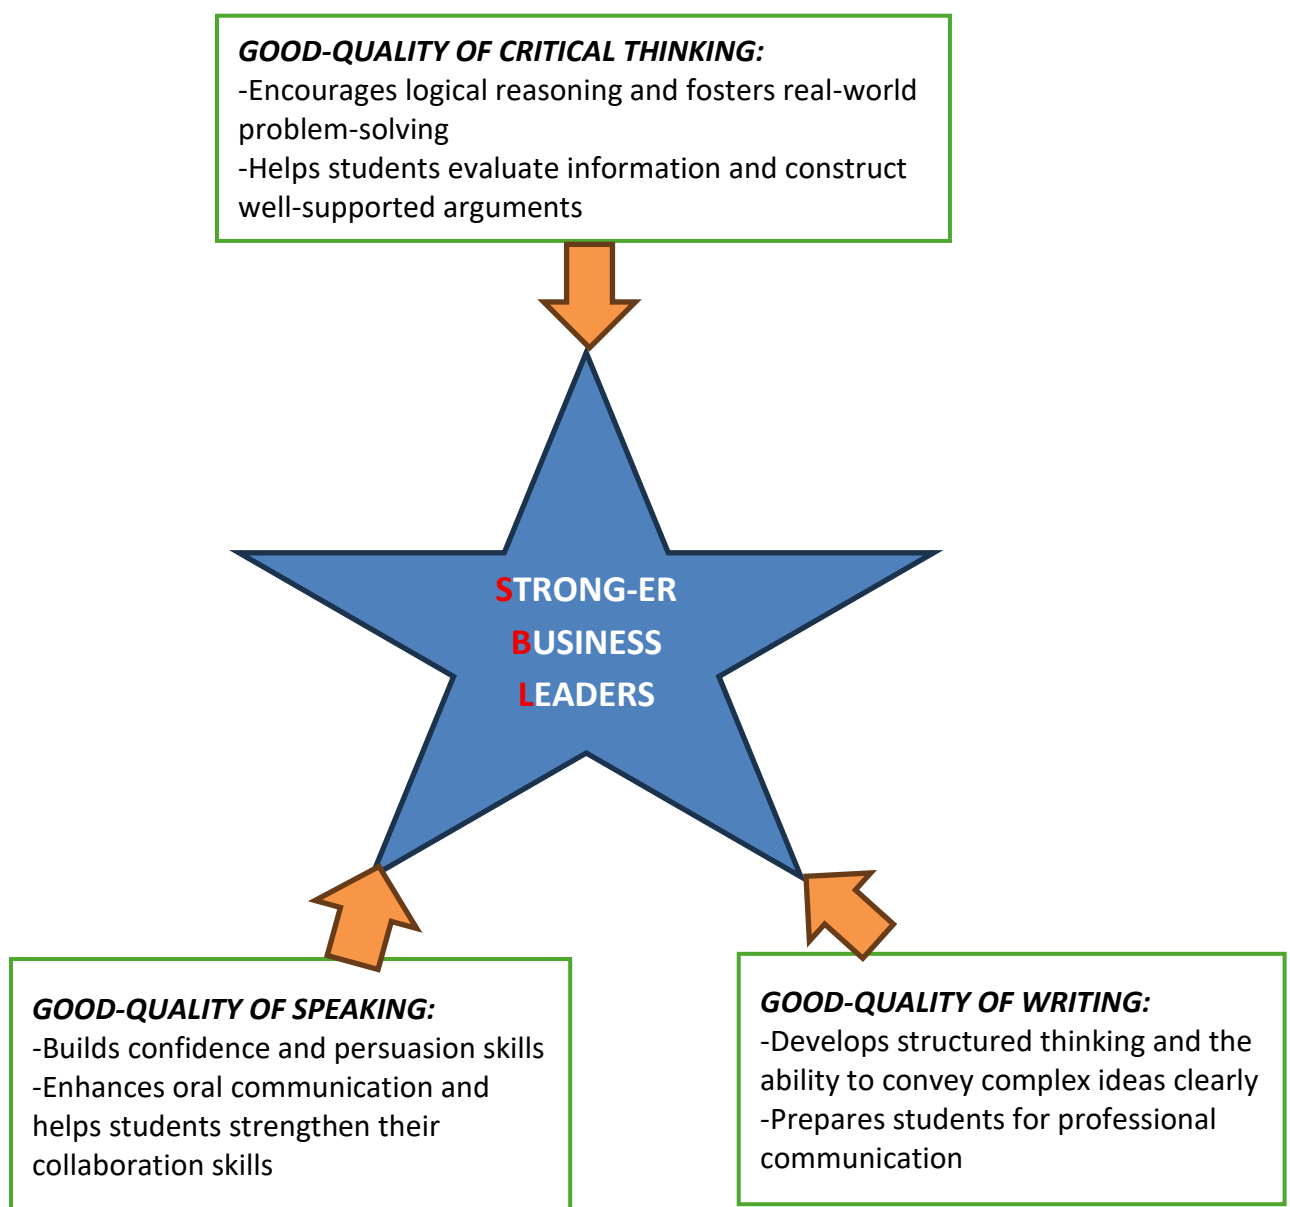 GOOD-QUALITY OF CRITICAL THINKING:
-Encourages logical reasoning and fosters real-world
problem-solving
-Helps students evaluate information and construct
well-supported arguments
STRONG-ER
BUSINESS
LEADERS
GOOD-QUALITY OF SPEAKING:
-Builds confidence and persuasion skills
-Enhances oral communication and
helps students strengthen their
collaboration skills
GOOD-QUALITY OF WRITING:
-Develops structured thinking and the
ability to convey complex ideas clearly
-Prepares students for professional
communication